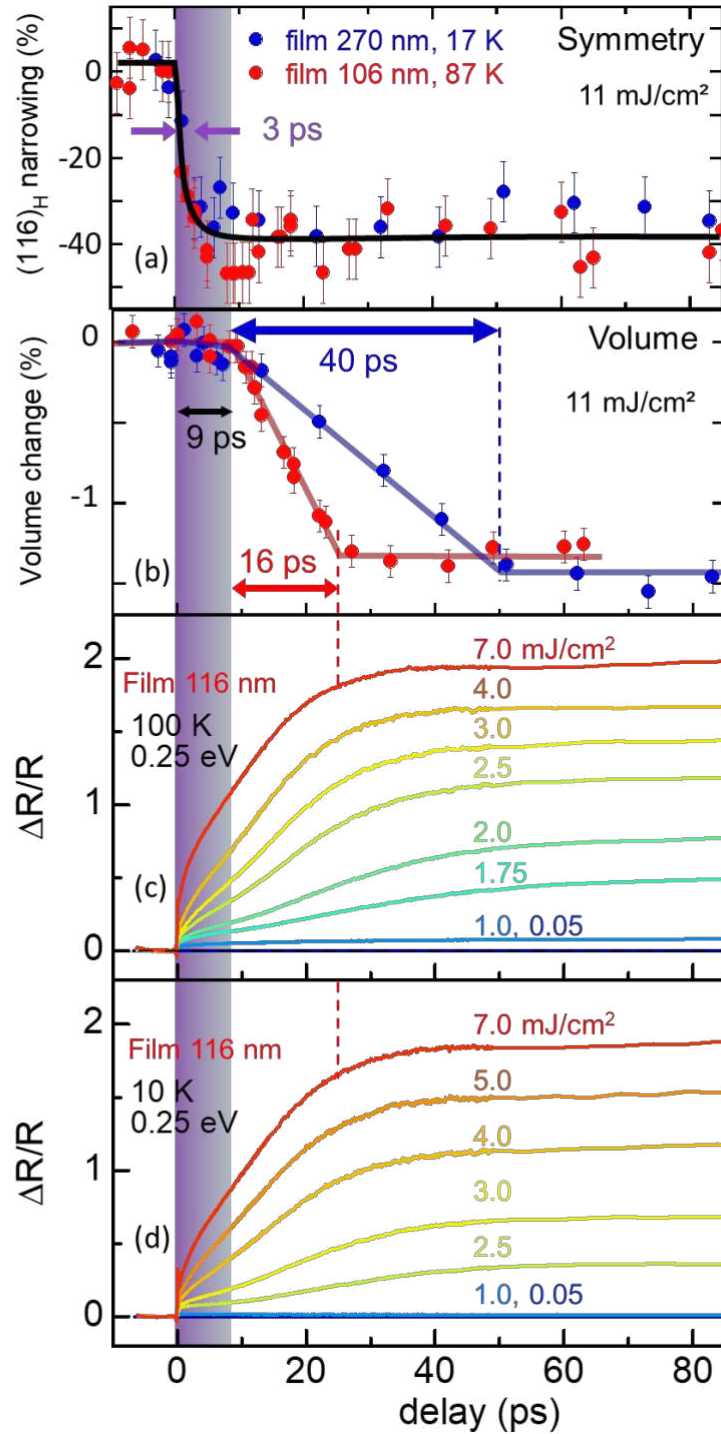 film 270 nm, 17 K
film 106 nm, 87 K
Symmetry
11 mJ/cm²
3 ps
(116)H narrowing (%)
0
-20
-40
(a)
Volume
11 mJ/cm²
40 ps
9 ps
16 ps
Volume change (%)
0
-1
(b)
Film 116 nm
100 K
0.25 eV
7.0 mJ/cm²
4.0
3.0
2.5
2.0
1.75
1.0, 0.05
ΔR/R
2
1
0
(c)
Film 116 nm
10 K
0.25 eV
7.0 mJ/cm²
5.0
4.0
3.0
2.5
1.0, 0.05
ΔR/R
2
1
0
(d)
0 20 40 60 80
delay (ps)